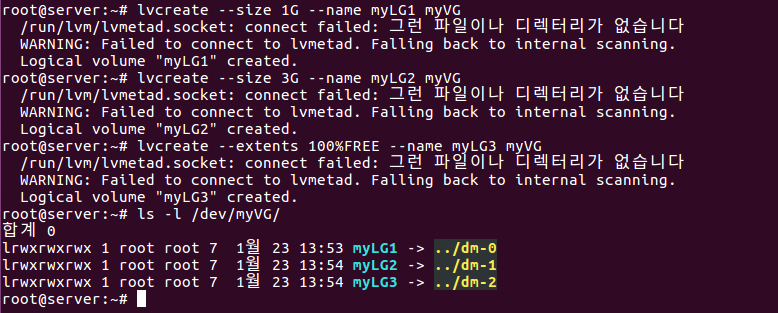 root@server:~# lvcreate --size 1G --name myLG1 myVG
  /run/lvm/lvmetad.socket: connect failed: 그런 파일이나 디렉터리가 없습니다
  WARNING: Failed to connect to lvmetad. Falling back to internal scanning.
  Logical volume "myLG1" created.
root@server:~# lvcreate --size 3G --name myLG2 myVG
  /run/lvm/lvmetad.socket: connect failed: 그런 파일이나 디렉터리가 없습니다
  WARNING: Failed to connect to lvmetad. Falling back to internal scanning.
  Logical volume "myLG2" created.
root@server:~# lvcreate --extents 100%FREE --name myLG3 myVG
  /run/lvm/lvmetad.socket: connect failed: 그런 파일이나 디렉터리가 없습니다
  WARNING: Failed to connect to lvmetad. Falling back to internal scanning.
  Logical volume "myLG3" created.
root@server:~# ls -l /dev/myVG/
합계 0
lrwxrwxrwx 1 root root 7  1월 23 13:53 myLG1 -> ../dm-0
lrwxrwxrwx 1 root root 7  1월 23 13:54 myLG2 -> ../dm-1
lrwxrwxrwx 1 root root 7  1월 23 13:54 myLG3 -> ../dm-2
root@server:~#